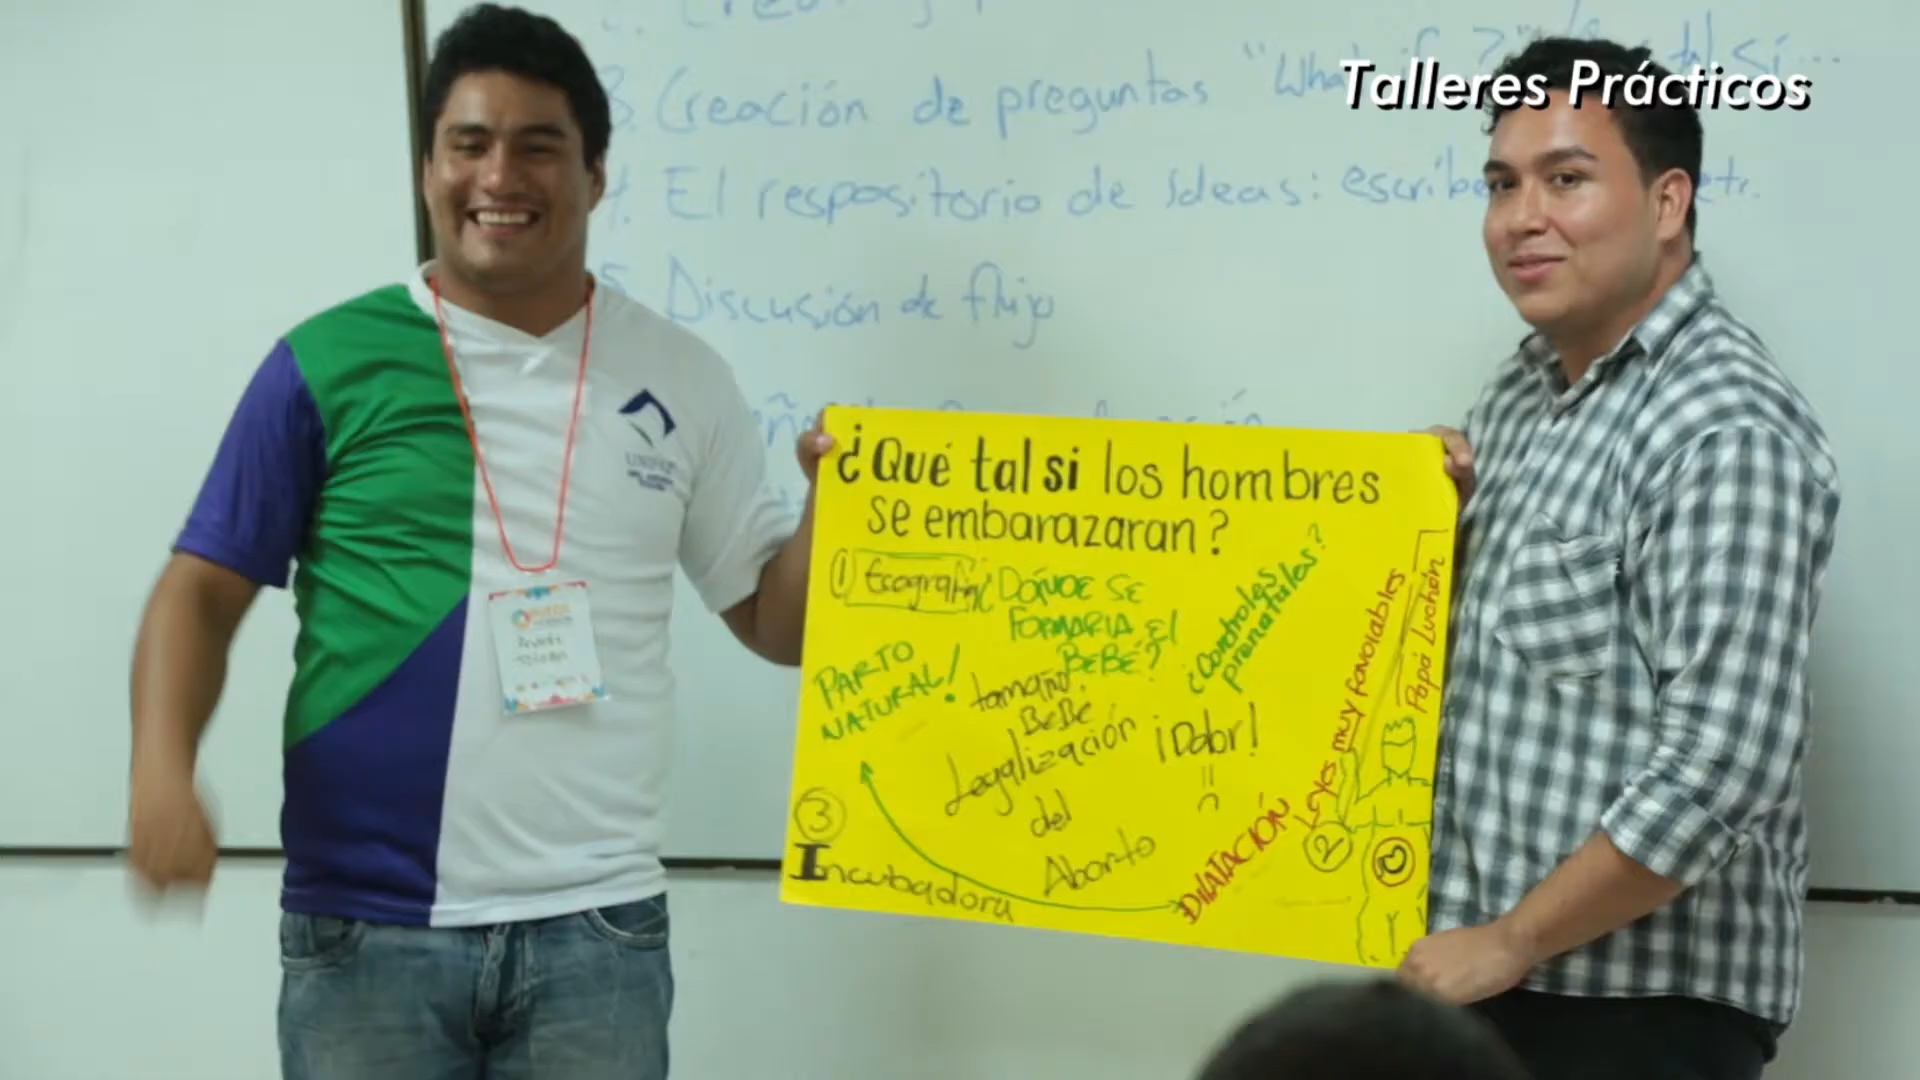 Talleres Prácticos
3. Creación de preguntas "What if?"
4. El respositorio de ideas:
5. Discusión de flujo
¿Qué tal si los hombres
se embarazaran?
1 Ecografía
¿DÓNDE SE
FORMARIA El
BEBÉ?
¿Controles
prenatales?
PARTO
NATURAL!
tamaño
BEBÉ
Legalización
del
Aborto
¡Dolor!
Leyes muy favorables
Papá Luchón
DILATACIÓN
2
3
Incubadora